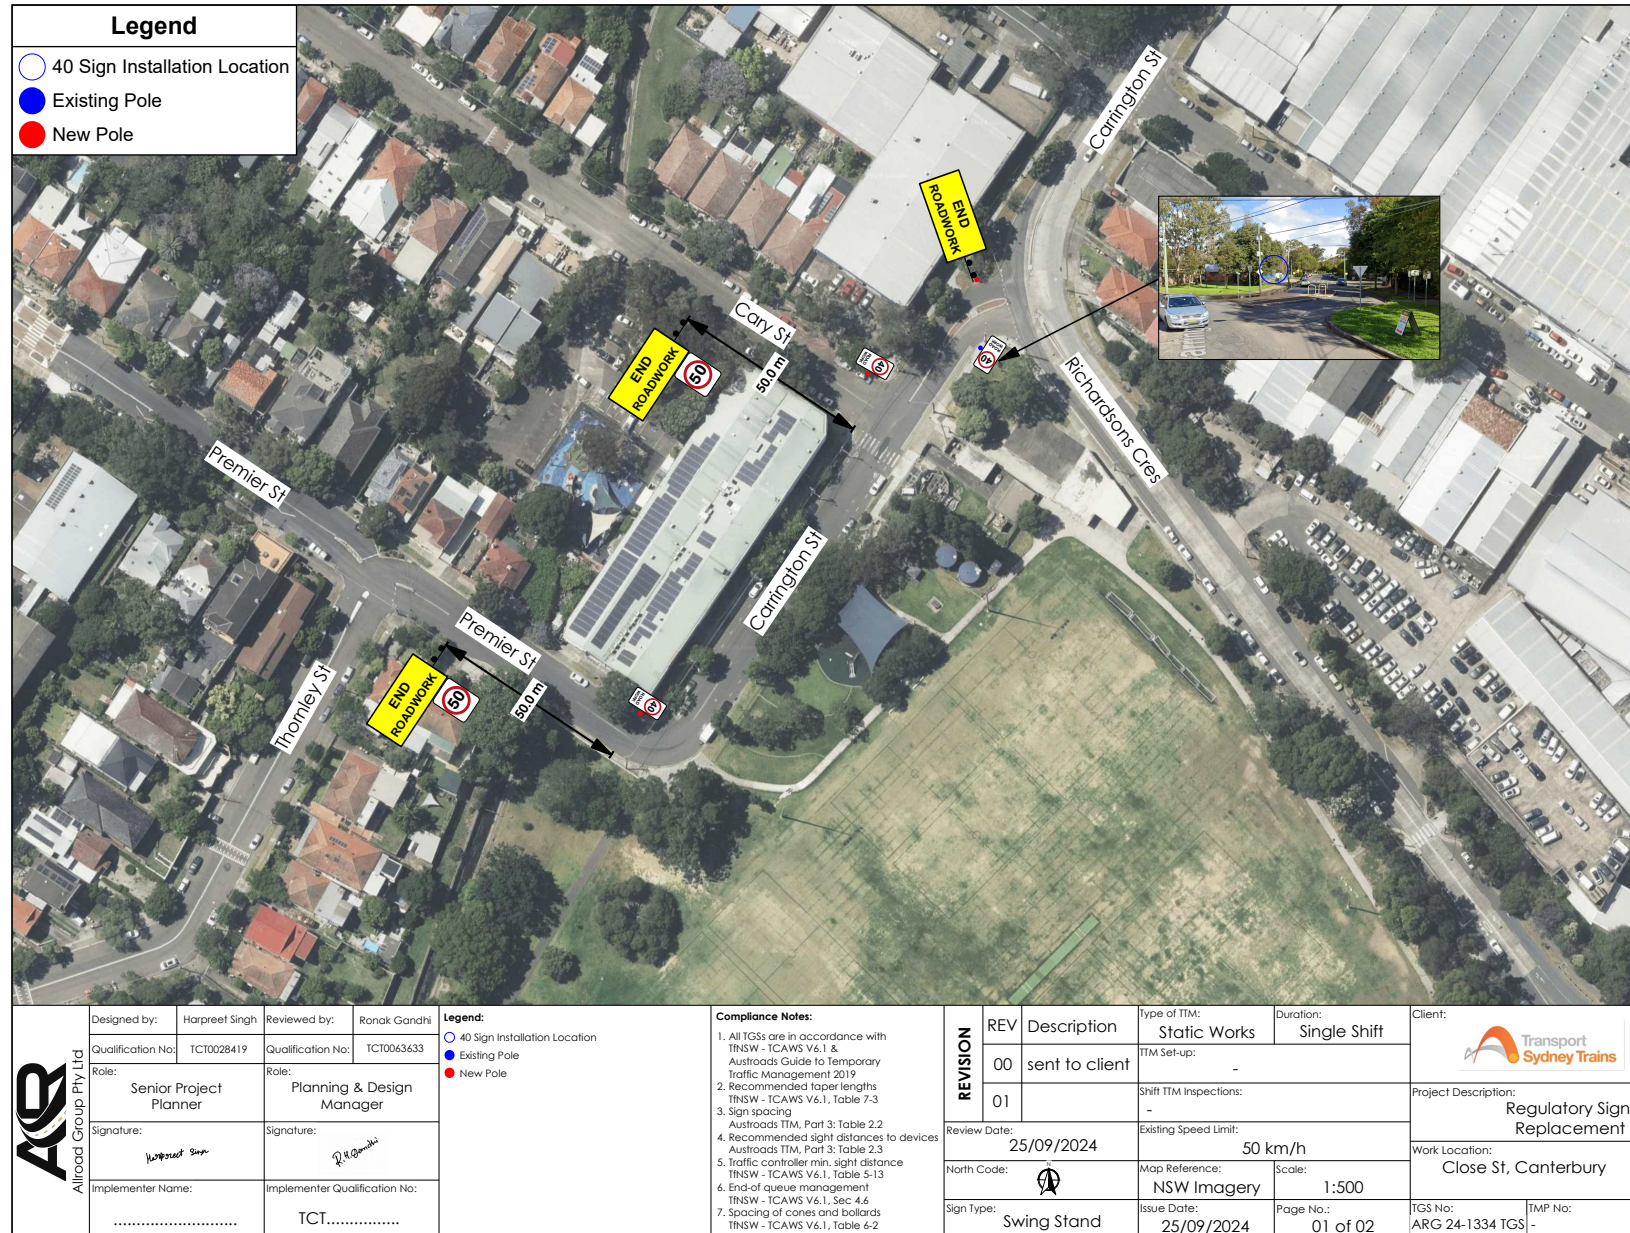 Legend
40 Sign Installation Location
Existing Pole
New Pole
Carrington St
END
ROADWORK
Cary St
50.0 m
END
ROADWORK
50
ROAD
WORK
40
ROAD
WORK
40
Richardsons Cres
Premier St
Carrington St
Premier St
50.0 m
END
ROADWORK
50
ROAD
WORK
40
Thornley St
AllRoad Group Pty Ltd
Designed by:
Harpreet Singh
Reviewed by:
Ronak Gandhi
Qualification No:
TCT0028419
Qualification No:
TCT0063633
Role:
Senior Project
Planner
Role:
Planning & Design
Manager
Signature:
Harpreet Singh
Signature:
R.H.Gandhi
Implementer Name:
..........................
Implementer Qualification No:
TCT...............
Legend:
40 Sign Installation Location
Existing Pole
New Pole
Compliance Notes:
1. All TGSs are in accordance with
TfNSW - TCAWS V6.1 &
Austroads Guide to Temporary
Traffic Management 2019
2. Recommended taper lengths
TfNSW - TCAWS V6.1, Table 7-3
3. Sign spacing
Austroads TTM, Part 3: Table 2.2
4. Recommended sight distances to devices
Austroads TTM, Part 3: Table 2.3
5. Traffic controller min. sight distance
TfNSW - TCAWS V6.1, Table 5-13
6. End-of queue management
TfNSW - TCAWS V6.1, Sec 4.6
7. Spacing of cones and bollards
TfNSW - TCAWS V6.1, Table 6-2
REVISION
REV
Description
00
sent to client
01
Review Date:
25/09/2024
North Code:
N
Sign Type:
Swing Stand
Type of TTM:
Static Works
Duration:
Single Shift
TTM Set-up:
-
Shift TTM Inspections:
-
Existing Speed Limit:
50 km/h
Map Reference:
NSW Imagery
Scale:
1:500
Issue Date:
25/09/2024
Page No.:
01 of 02
Client:
Transport
Sydney Trains
Project Description:
Regulatory Sign
Replacement
Work Location:
Close St, Canterbury
TGS No:
ARG 24-1334 TGS
TMP No:
-